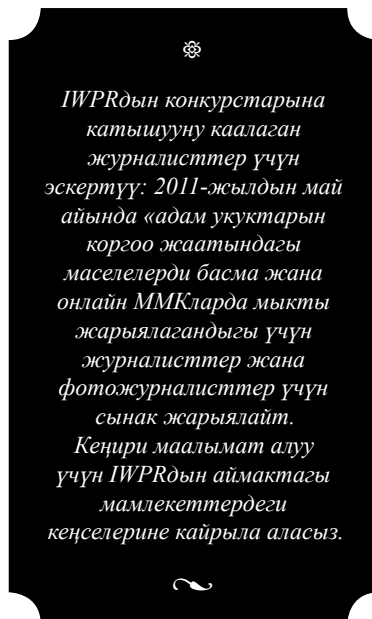 IWPRдын конкурстарына
катышууну каалаган
журналисттер үчүн
эскертүү: 2011-жылдын май
айында «адам укуктарын
коргоо жаатындагы
маселелерди басма жана
онлайн ММКларда мыкты
жарыялагандыгы үчүн
журналисттер жана
фотожурналисттер үчүн
сынак жарыялайт.
Кеңири маалымат алуу
үчүн IWPRдын аймактагы
мамлекеттердеги
кеңселерине кайрыла аласыз.